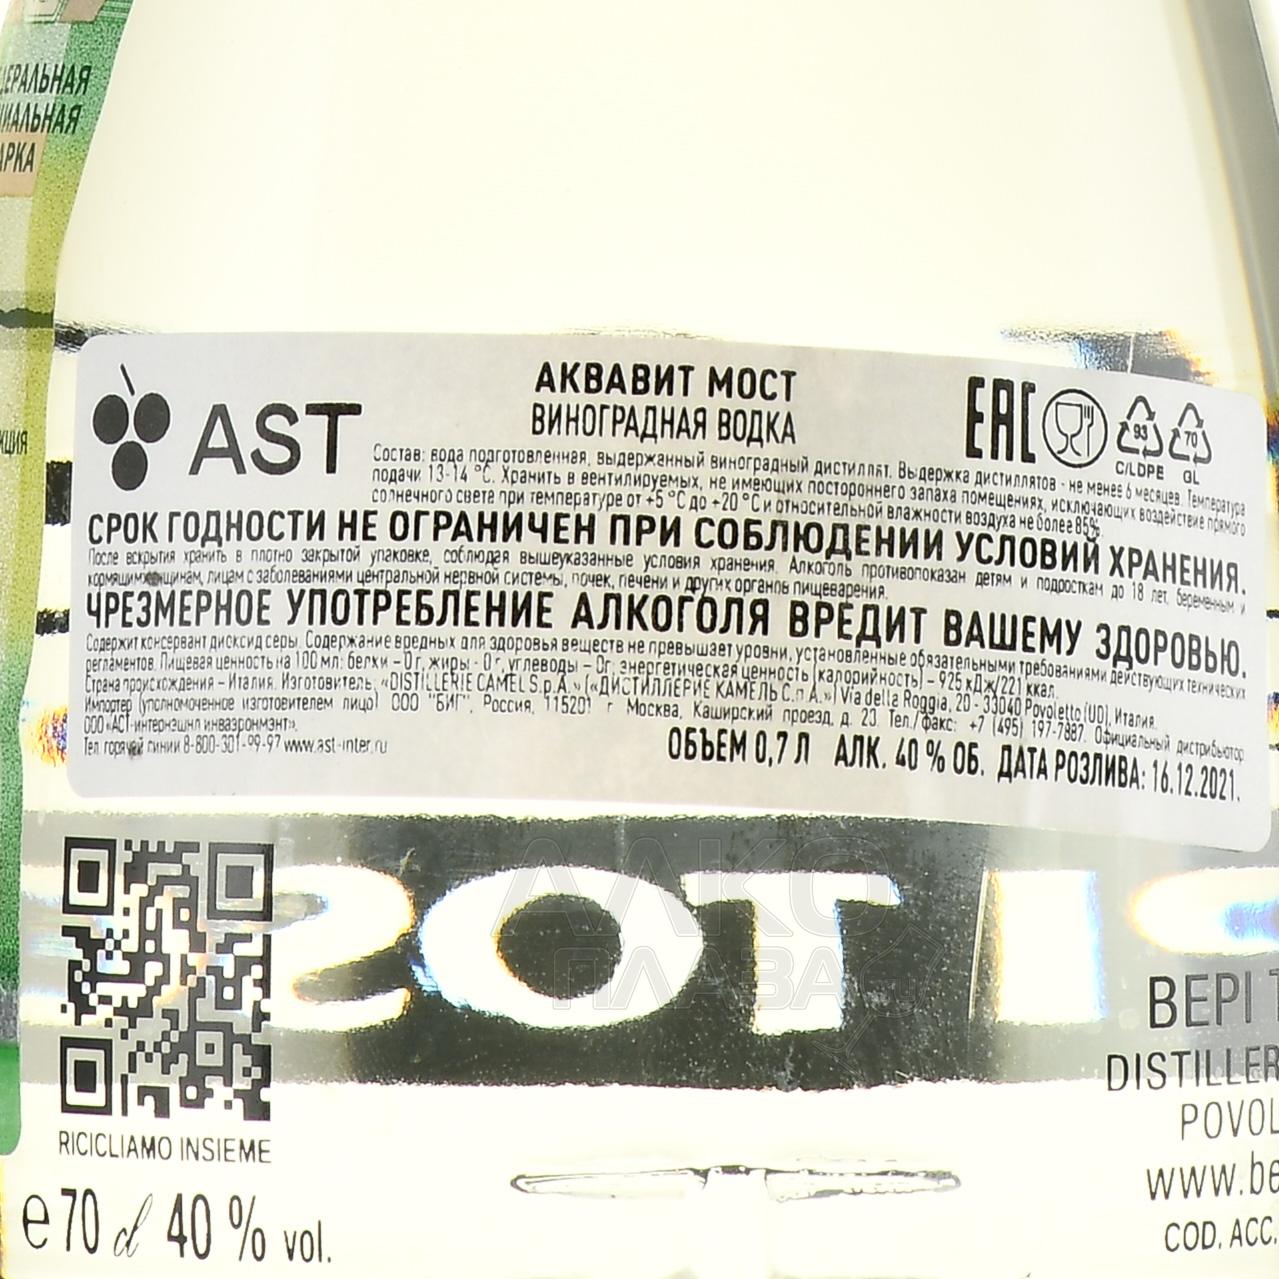 ДЕРАЛЬНАЯ
ЦИАЛЬНАЯ
АРКА
КЦИЯ
AST
АКВАВИТ МОСТ
ВИНОГРАДНАЯ ВОДКА
EAC
93
C/LDPE
70
GL
Состав: вода подготовленная, выдержанный виноградный дистиллят. Выдержка дистиллятов - не менее 6 месяцев. Температура
подачи 13-14 °С. Хранить в вентилируемых, не имеющих постороннего запаха помещениях, исключающих воздействие прямого
солнечного света при температуре от +5 °С до +20 °С и относительной влажности воздуха не более 85%.
СРОК ГОДНОСТИ НЕ ОГРАНИЧЕН ПРИ СОБЛЮДЕНИИ УСЛОВИЙ ХРАНЕНИЯ.
После вскрытия хранить в плотно закрытой упаковке, соблюдая вышеуказанные условия хранения. Алкоголь противопоказан детям и подросткам до 18 лет, беременным и
кормящим женщинам, лицам с заболеваниями центральной нервной системы, почек, печени и других органов пищеварения.
ЧРЕЗМЕРНОЕ УПОТРЕБЛЕНИЕ АЛКОГОЛЯ ВРЕДИТ ВАШЕМУ ЗДОРОВЬЮ.
Содержит консервант диоксид серы. Содержание вредных для здоровья веществ не превышает уровни, установленные обязательными требованиями действующих технических
регламентов. Пищевая ценность на 100 мл: белки – 0 г, жиры - 0 г, углеводы – 0г, энергетическая ценность (калорийность) – 925 кДж/221 ккал.
Страна происхождения – Италия. Изготовитель: «DISTILLERIE CAMEL S.p.A.» («ДИСТИЛЛЕРИЕ КАМЕЛЬ С.п.А.») Via della Roggia, 20 - 33040 Povoletto (UD), Италия.
Импортер (уполномоченное изготовителем лицо) ООО "БИГ", Россия, 115201 г Москва, Каширский проезд, д. 23. Тел./факс: +7 (495) 197-7887. Официальный дистрибьютор
ООО «АСТ-интернэшнл инваэронмэнт».
Тел. горячей линии 8-800-301-99-97 www.ast-inter.ru
ОБЪЕМ 0,7 Л АЛК. 40 % ОБ. ДАТА РОЗЛИВА: 16.12.2021.
АЛКО
ПЛАВА
RICICLIAMO INSIEME
e 70 cl 40 % vol.
BEPI T
DISTILLER
POVOL
www.be
COD. ACC.